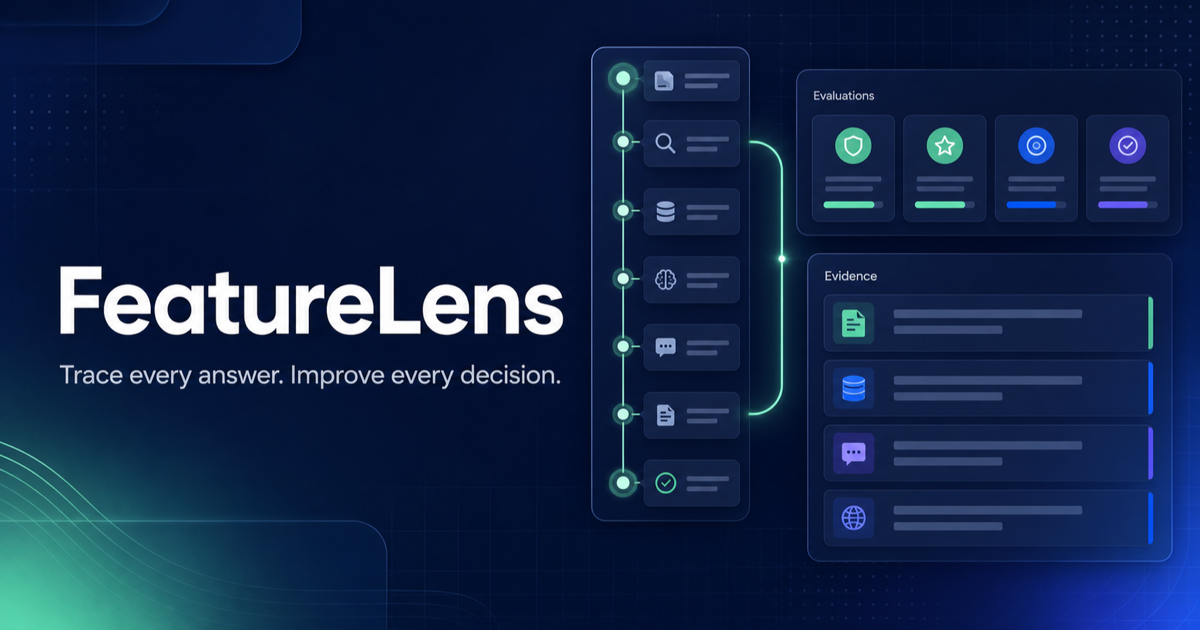 FeatureLens
Trace every answer. Improve every decision.
Evaluations
Evidence